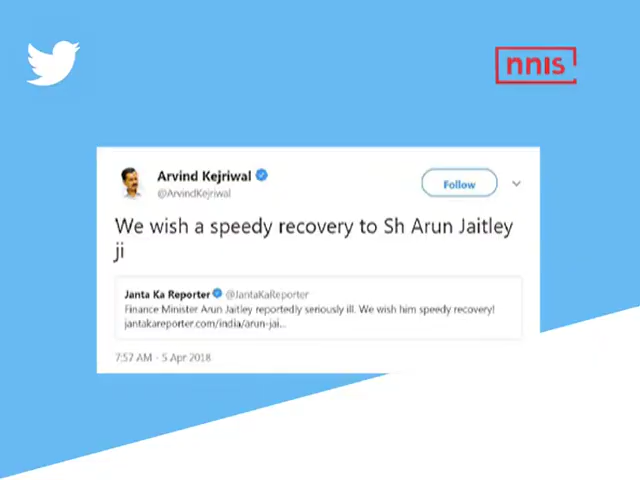 nnis
Arvind Kejriwal
@ArvindKejriwal
Follow
We wish a speedy recovery to Sh Arun Jaitley
ji
Janta Ka Reporter @JantaKaReporter
Finance Minister Arun Jaitley reportedly seriously ill. We wish him speedy recovery!
jantakareporter.com/india/arun-jai...
7:57 AM - 5 Apr 2018